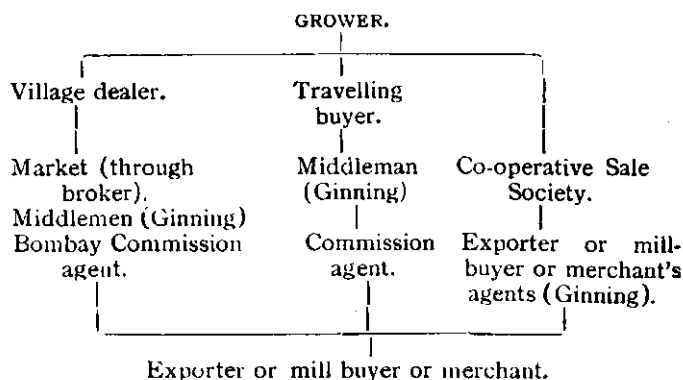 GROWER.
Village dealer.
Travelling
buyer.
Market (through
broker).
Middlemen (Ginning)
Bombay Commission
agent.
Middleman
(Ginning)
Commission
agent.
Co-operative Sale
Society.
Exporter or mill-
buyer or merchant's
agents (Ginning).
Exporter or mill buyer or merchant.